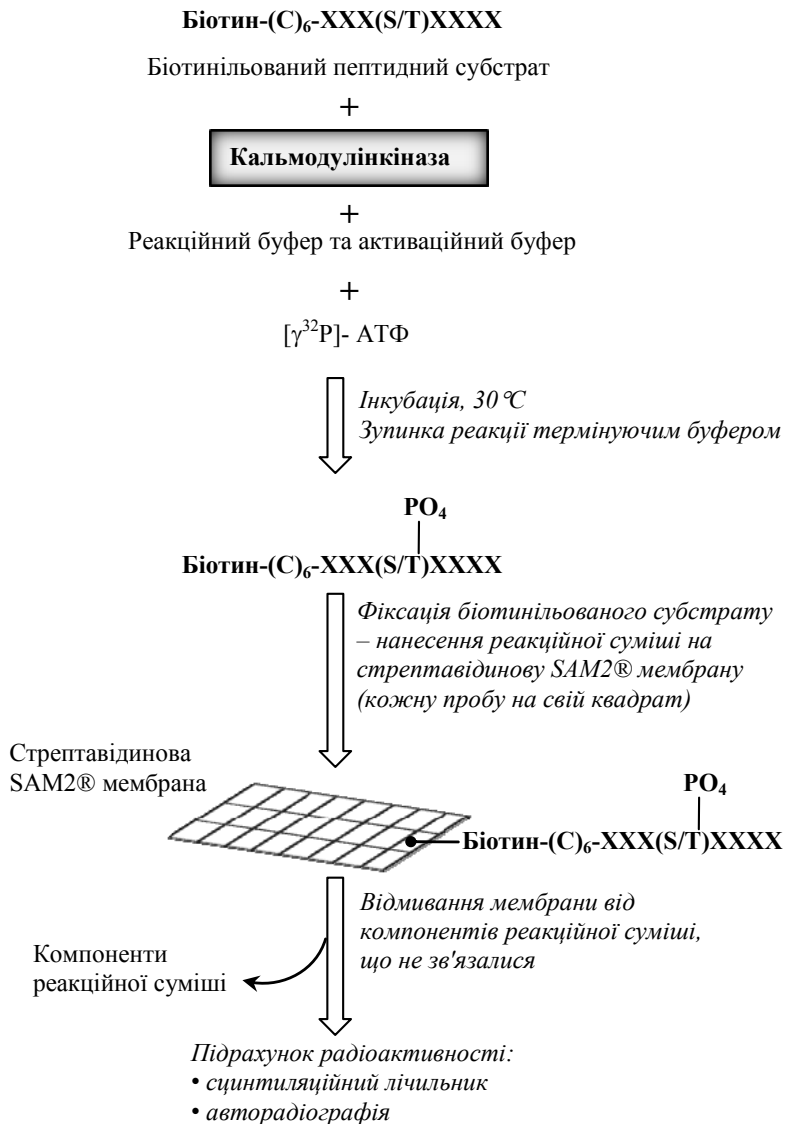 Біотин-(C)₆-XXX(S/T)XXXX
Біотинільований пептидний субстрат
+
Кальмодулінкіназа
+
Реакційний буфер та активаційний буфер
+
[γ³²P]- АТФ
Інкубація, 30℃
Зупинка реакції термінуючим буфером
PO₄
Біотин-(C)₆-XXX(S/T)XXXX
Фіксація біотинільованого субстрату
– нанесення реакційної суміші на
стрептавідинову SAM2® мембрану
(кожну пробу на свій квадрат)
Стрептавідинова
SAM2® мембрана
PO₄
Біотин-(C)₆-XXX(S/T)XXXX
Відмивання мембрани від
компонентів реакційної суміші,
що не зв'язалися
Компоненти
реакційної суміші
Підрахунок радіоактивності:
• сцинтиляційний лічильник
• авторадіографія